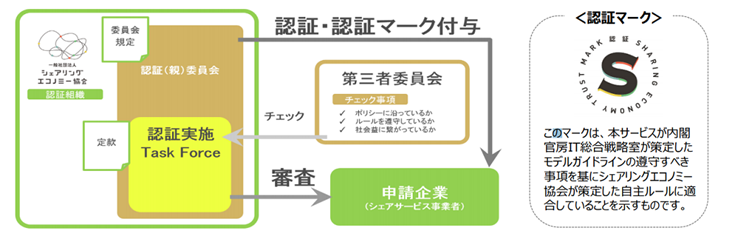 一般社団法人
シェアリング
エコノミー協会
認証組織
委員会
規定
認証(親)委員会
定款
認証実施
Task Force
認証・認証マーク付与
第三者委員会
チェック事項
✓ ポリシーに沿っているか
✓ ルールを遵守しているか
✓ 社会益に繋がっているか
チェック
審査
申請企業
(シェアサービス事業者)
<認証マーク>
TRUST MARK 認証 SHARING ECONOMY
S
このマークは、本サービスが内閣
官房IT総合戦略室が策定した
モデルガイドラインの遵守すべき
事項を基にシェアリングエコノミー
協会が策定した自主ルールに適
合していることを示すものです。